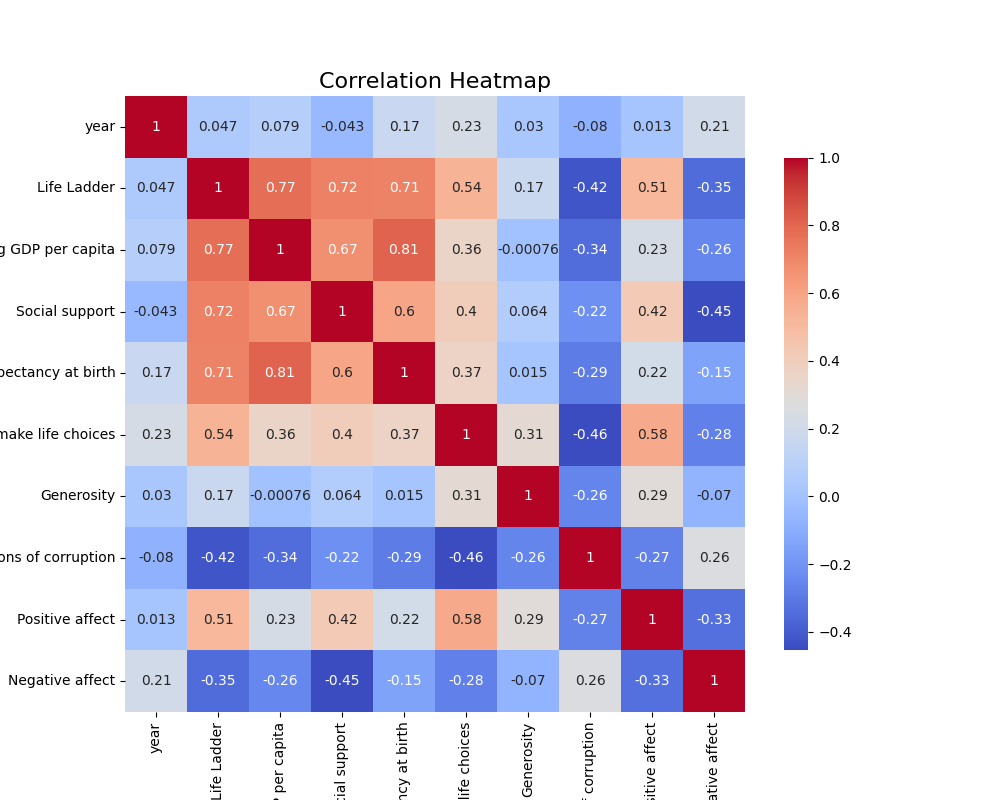 Correlation Heatmap
year 1 0.047 0.079 -0.043 0.17 0.23 0.03 -0.08 0.013 0.21
Life Ladder 0.047 1 0.77 0.72 0.71 0.54 0.17 -0.42 0.51 -0.35
g GDP per capita 0.079 0.77 1 0.67 0.81 0.36 -0.00076 -0.34 0.23 -0.26
Social support -0.043 0.72 0.67 1 0.6 0.4 0.064 -0.22 0.42 -0.45
pectancy at birth 0.17 0.71 0.81 0.6 1 0.37 0.015 -0.29 0.22 -0.15
make life choices 0.23 0.54 0.36 0.4 0.37 1 0.31 -0.46 0.58 -0.28
Generosity 0.03 0.17 -0.00076 0.064 0.015 0.31 1 -0.26 0.29 -0.07
ons of corruption -0.08 -0.42 -0.34 -0.22 -0.29 -0.46 -0.26 1 -0.27 0.26
Positive affect 0.013 0.51 0.23 0.42 0.22 0.58 0.29 -0.27 1 -0.33
Negative affect 0.21 -0.35 -0.26 -0.45 -0.15 -0.28 -0.07 0.26 -0.33 1
year
Life Ladder
P per capita
cial support
ncy at birth
life choices
Generosity
f corruption
sitive affect
ative affect
1.0
0.8
0.6
0.4
0.2
0.0
−0.2
−0.4